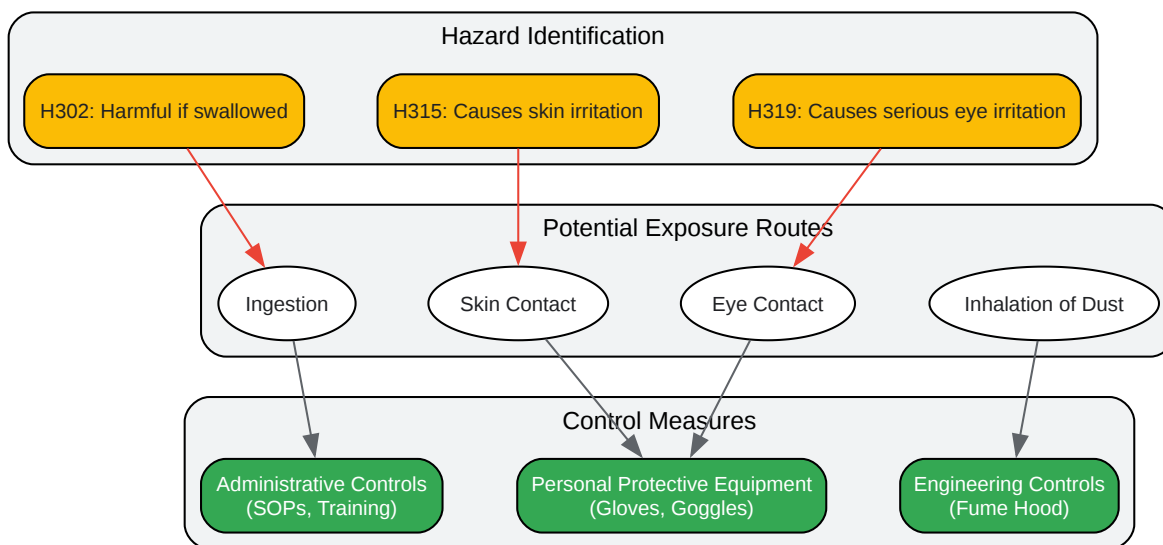 Hazard Identification
H302: Harmful if swallowed
H315: Causes skin irritation
H319: Causes serious eye irritation
Potential Exposure Routes
Ingestion
Skin Contact
Eye Contact
Inhalation of Dust
Control Measures
Administrative Controls
(SOPs, Training)
Personal Protective Equipment
(Gloves, Goggles)
Engineering Controls
(Fume Hood)